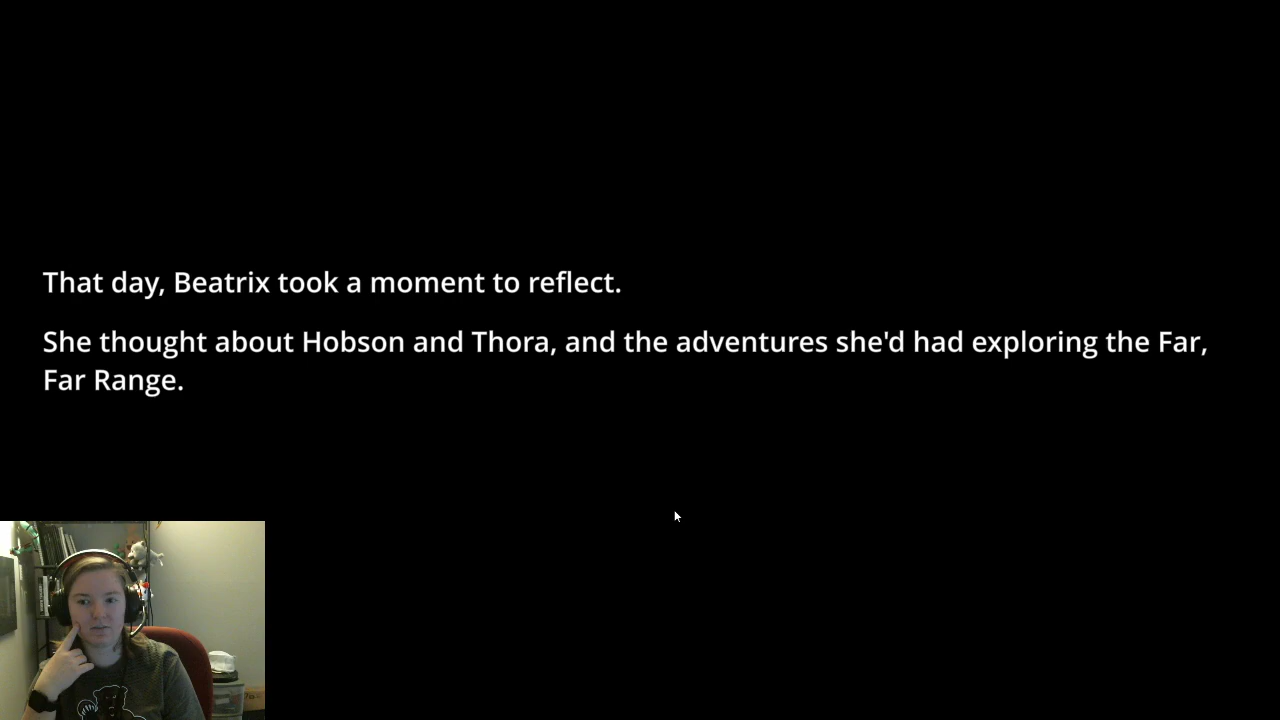 That day, Beatrix took a moment to reflect.
She thought about Hobson and Thora, and the adventures she'd had exploring the Far,
Far Range.